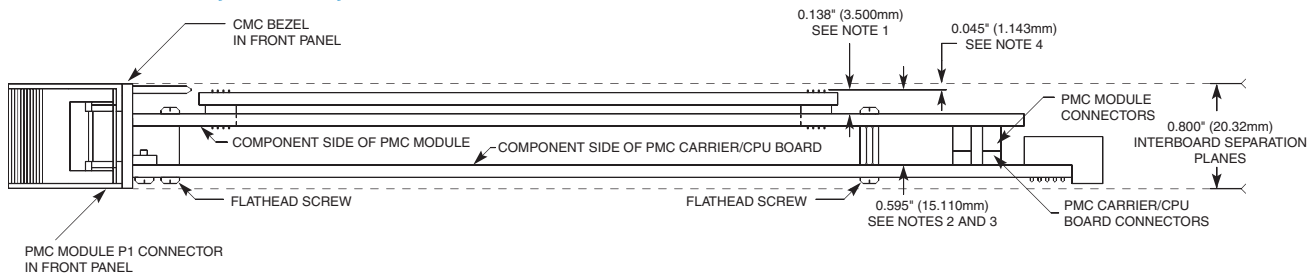 CMC BEZEL
IN FRONT PANEL
0.138" (3.500mm)
SEE NOTE 1
0.045" (1.143mm)
SEE NOTE 4
PMC MODULE
CONNECTORS
0.800" (20.32mm)
INTERBOARD SEPARATION
PLANES
COMPONENT SIDE OF PMC MODULE
COMPONENT SIDE OF PMC CARRIER/CPU BOARD
FLATHEAD SCREW
FLATHEAD SCREW
0.595" (15.110mm)
SEE NOTES 2 AND 3
PMC CARRIER/CPU
BOARD CONNECTORS
PMC MODULE P1 CONNECTOR
IN FRONT PANEL